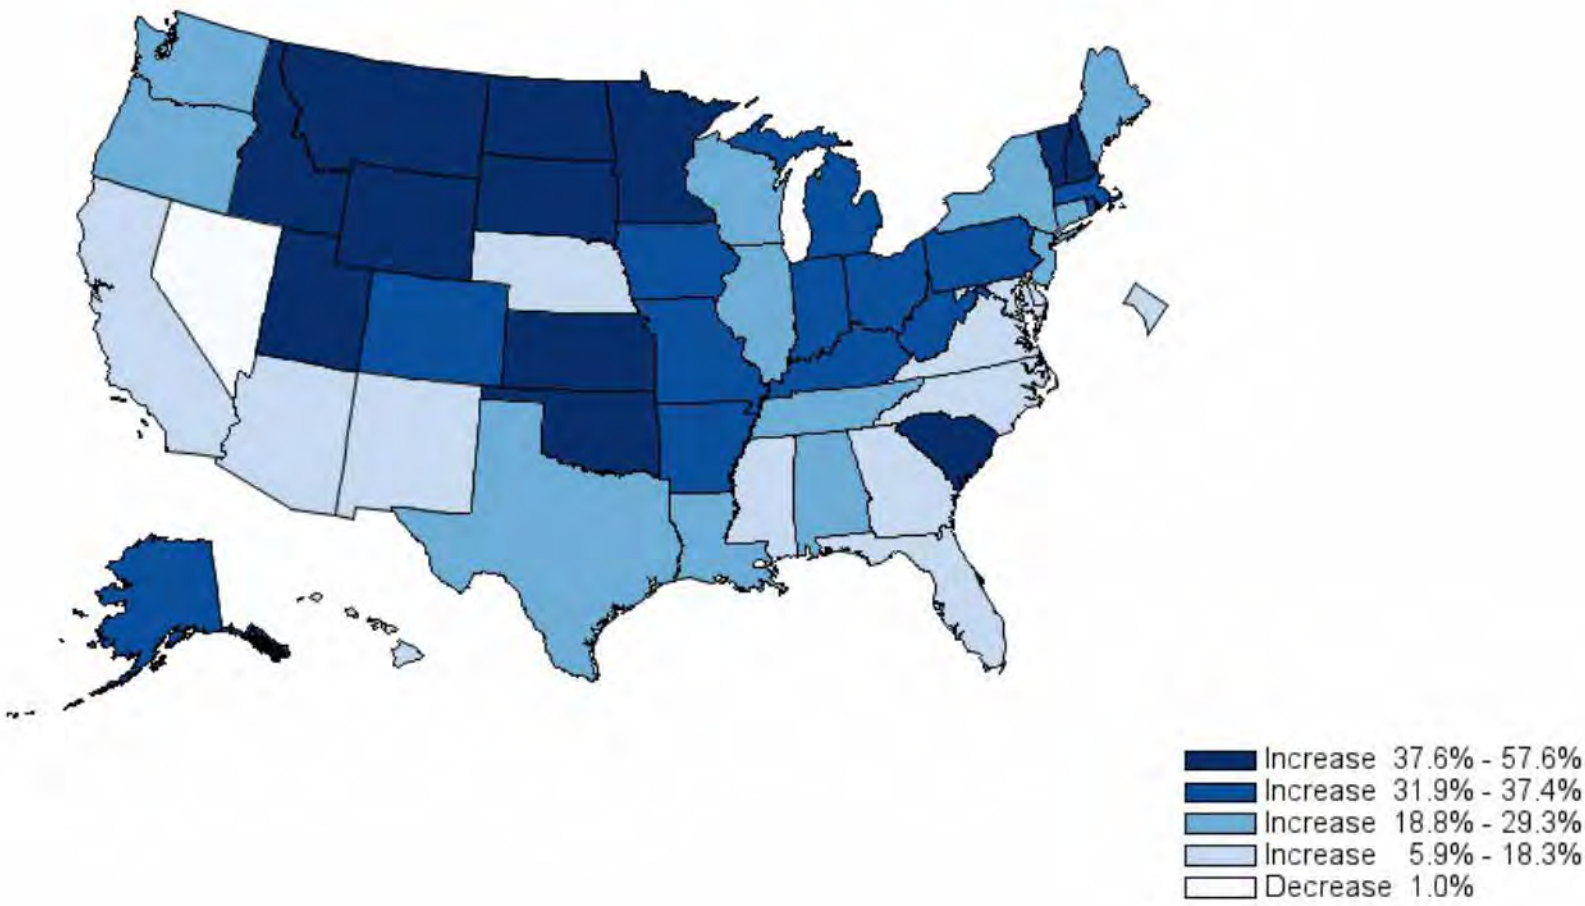 Increase 37.6% - 57.6%
Increase 31.9% - 37.4%
Increase 18.8% - 29.3%
Increase 5.9% - 18.3%
Decrease 1.0%